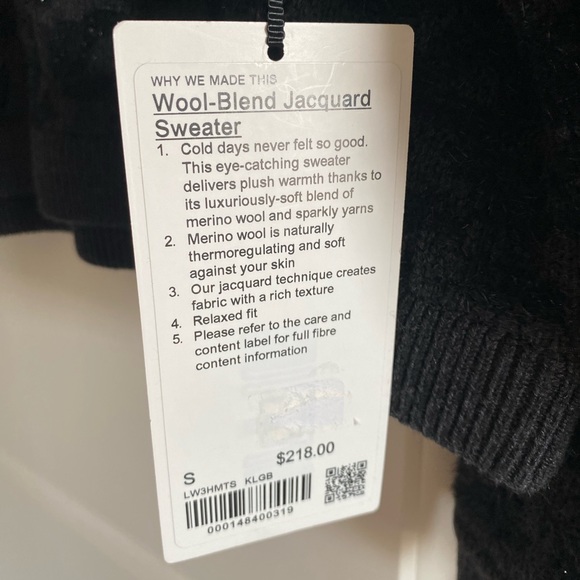 WHY WE MADE THIS
Wool-Blend Jacquard
Sweater
1. Cold days never felt so good.
This eye-catching sweater
delivers plush warmth thanks to
its luxuriously-soft blend of
merino wool and sparkly yarns
2. Merino wool is naturally
thermoregulating and soft
against your skin
3. Our jacquard technique creates
fabric with a rich texture
4. Relaxed fit
5. Please refer to the care and
content label for full fibre
content information
$218.00
S
LW3HMTS KLGB
000148400319